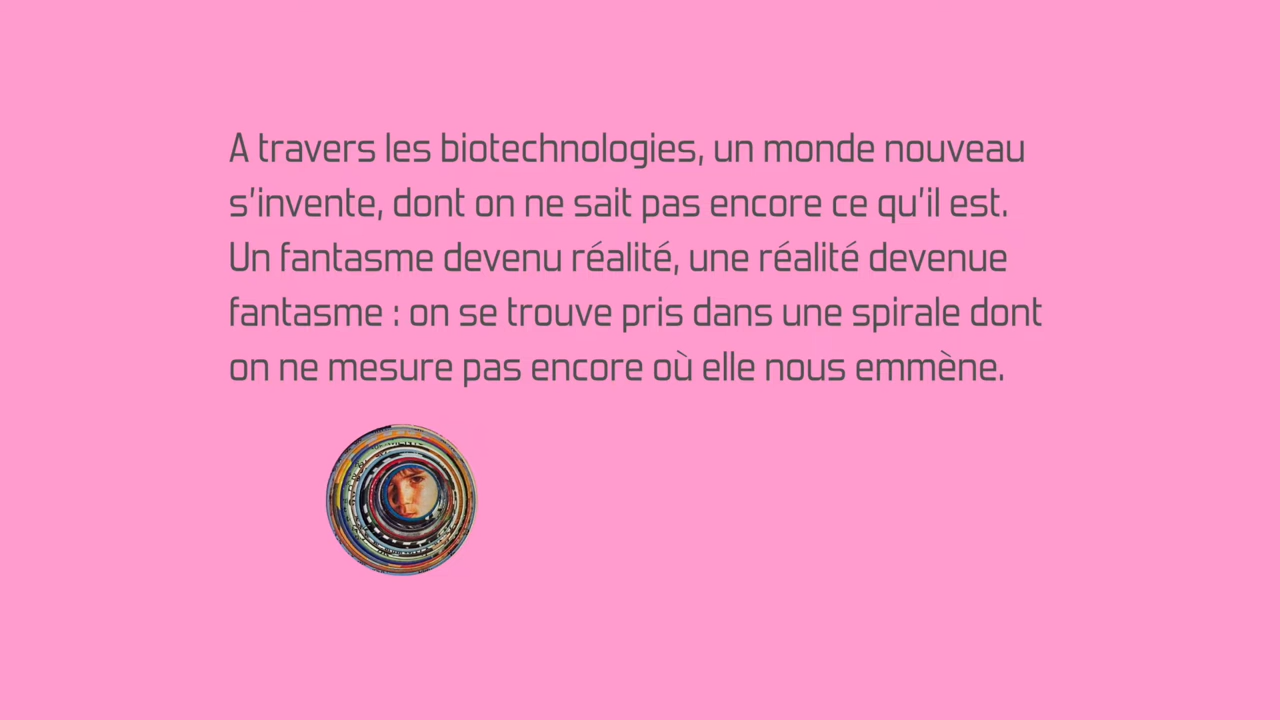 A travers les biotechnologies, un monde nouveau
s'invente, dont on ne sait pas encore ce qu'il est.
Un fantasme devenu réalité, une réalité devenue
fantasme : on se trouve pris dans une spirale dont
on ne mesure pas encore où elle nous emmène.